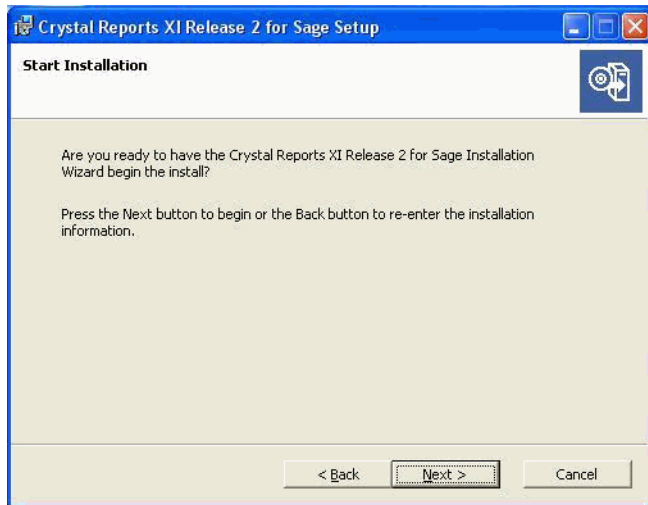 Crystal Reports XI Release 2 for Sage Setup
Start Installation
Are you ready to have the Crystal Reports XI Release 2 for Sage Installation
Wizard begin the install?
Press the Next button to begin or the Back button to re-enter the installation
information.
< Back
Next >
Cancel